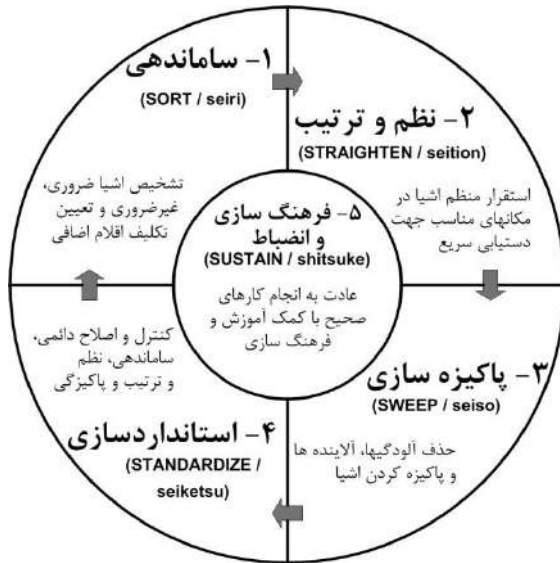 ۱- ساماندهی
(SORT / seiri)
تشخیص اشیا ضروری،
غیرضروری و تعیین
تکلیف اقلام اضافی
۲- نظم و ترتیب
(STRAIGHTEN / seition)
استقرار منظم اشیا در
مکانهای مناسب جهت
دستیابی سریع
۳- پاکیزه سازی
(SWEEP / seiso)
حذف آلودگیها، آلاینده ها
و پاکیزه کردن اشیا
۴- استانداردسازی
(STANDARDIZE /
seiketsu)
کنترل و اصلاح دائمی،
ساماندهی، نظم
و ترتیب و پاکیزگی
۵- فرهنگ سازی
و انضباط
(SUSTAIN / shitsuke)
عادت به انجام کارهای
صحیح با کمک آموزش و
فرهنگ سازی